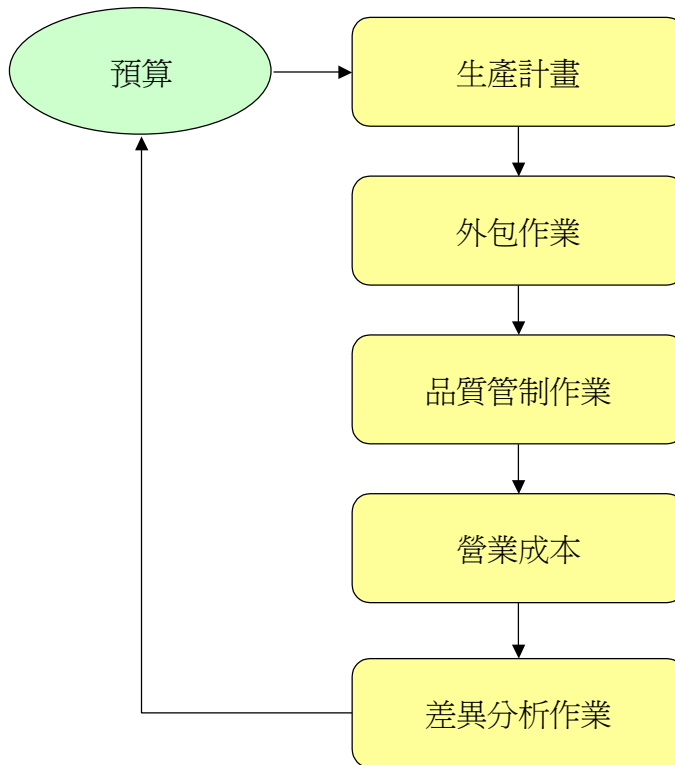 預算
生產計畫
外包作業
品質管制作業
營業成本
差異分析作業